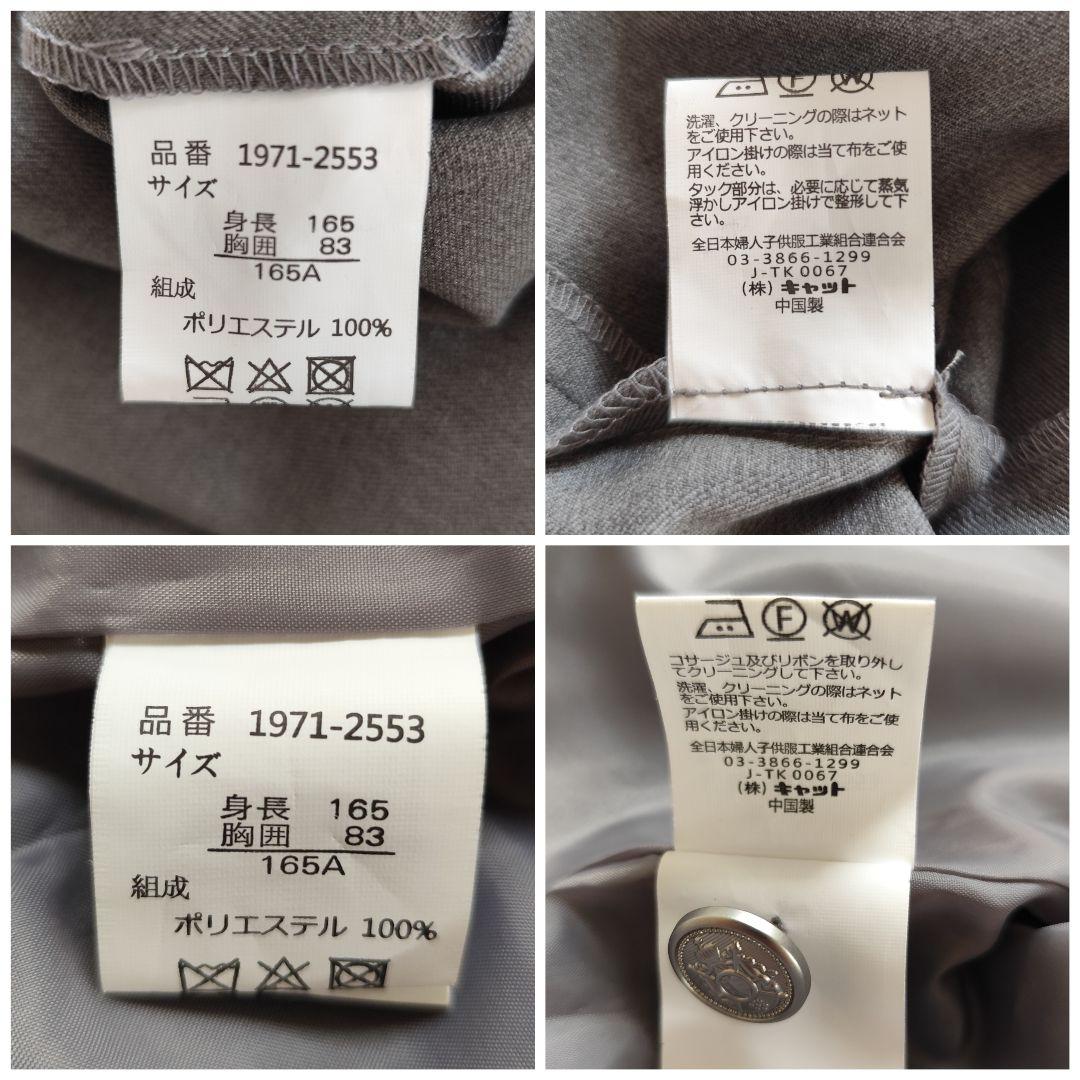 品番 1971-2553
サイズ
身長 165
胸囲 83
165A
組成
ポリエステル 100%
F W
洗濯、クリーニングの際はネット
をご使用下さい。
アイロン掛けの際は当て布をご使
用ください。
タック部分は、必要に応じて蒸気
浮かしアイロン掛けで整形して下
さい。
全日本婦人子供服工業組合連合会
03-3866-1299
J-TK0067
(株)キャット
中国製
品番 1971-2553
サイズ
身長 165
胸囲 83
165A
組成
ポリエステル 100%
F W
コサージュ及びリボンを取り外し
てクリーニングして下さい。
洗濯、クリーニングの際はネット
をご使用下さい。
アイロン掛けの際は当て布をご使
用ください。
全日本婦人子供服工業組合連合会
03-3866-1299
J-TK0067
(株)キャット
中国製